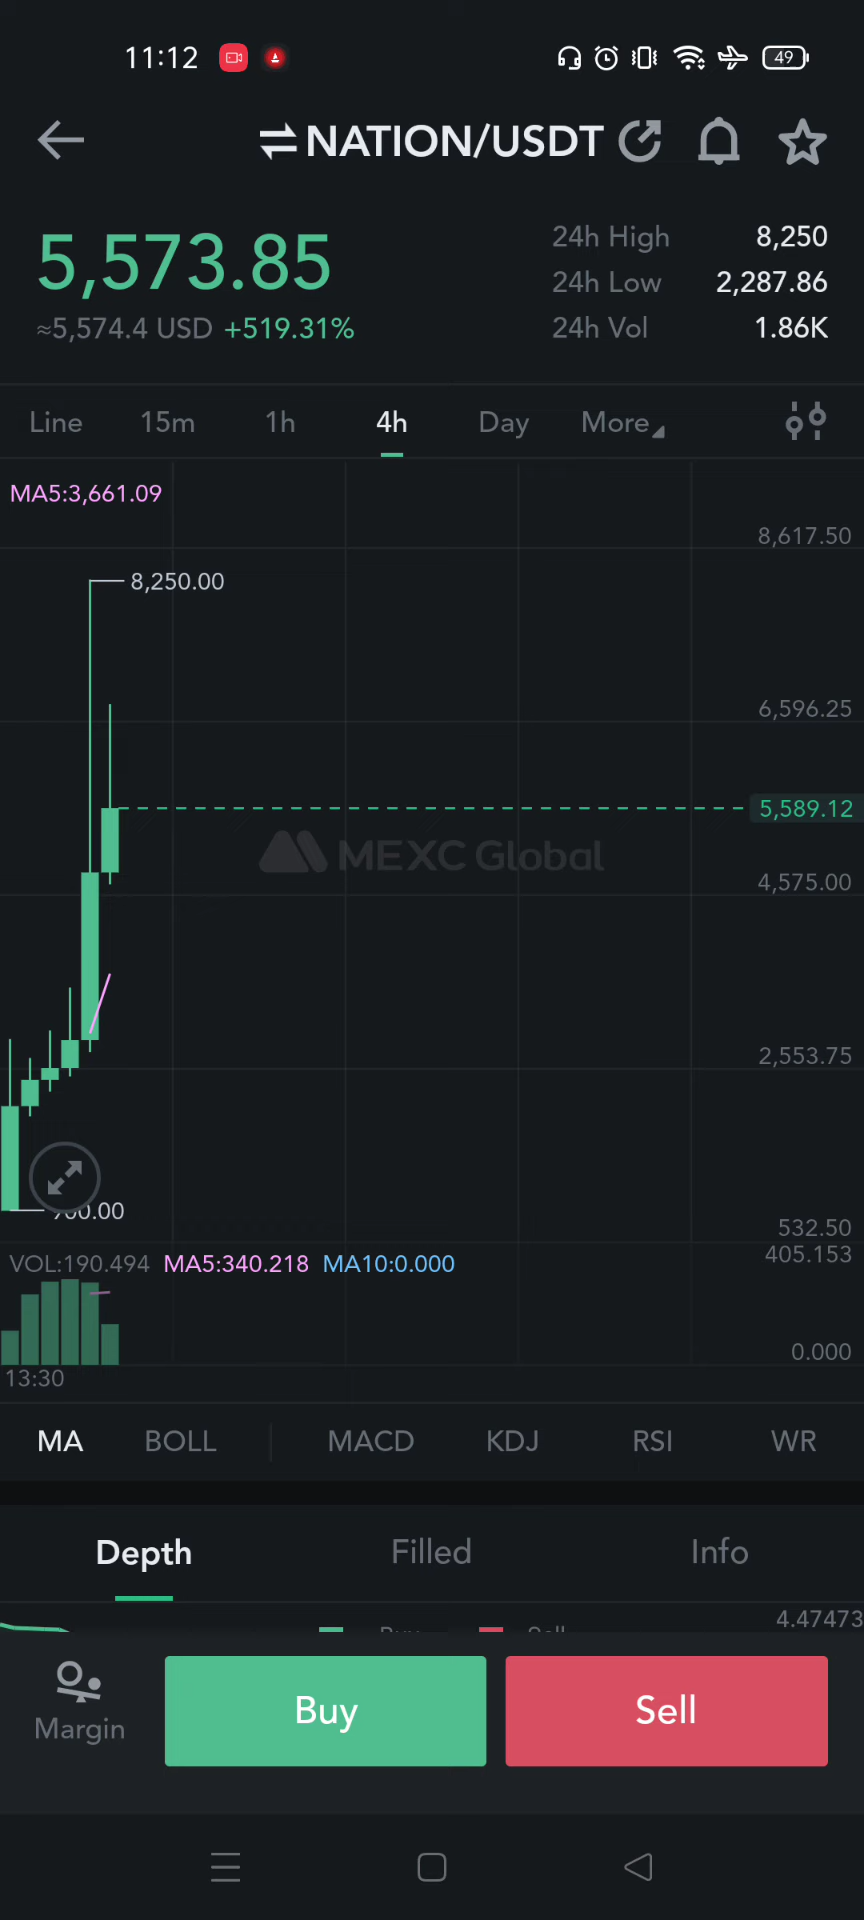 11:12 49
NATION/USDT
5,573.85
≈5,574.4 USD +519.31%
24h High 8,250
24h Low 2,287.86
24h Vol 1.86K
Line 15m 1h 4h Day More
MA5:3,661.09
8,617.50
8,250.00
6,596.25
5,589.12
MEXC Global
4,575.00
2,553.75
900.00
532.50
VOL:190.494 MA5:340.218 MA10:0.000 405.153
0.000
13:30
MA BOLL MACD KDJ RSI WR
Depth Filled Info
4.47473
Buy Sell
Margin Buy Sell